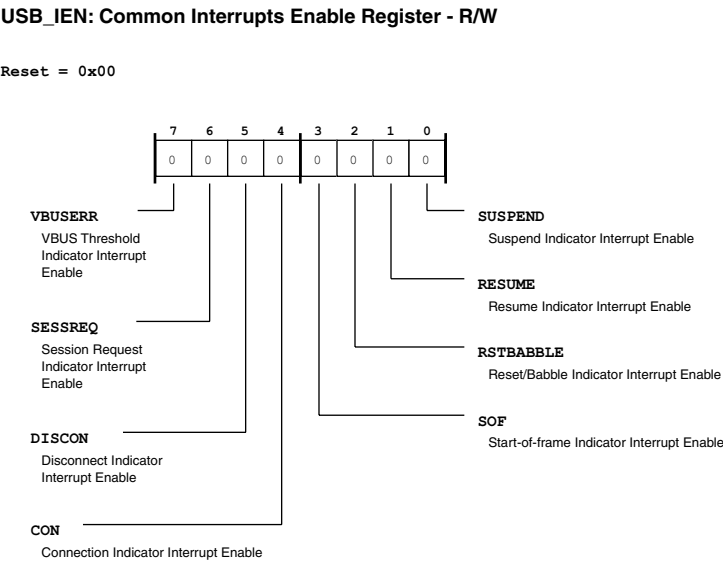 USB_IEN: Common Interrupts Enable Register - R/W
Reset = 0x00
7 6 5 4 3 2 1 0
0 0 0 0 0 0 0 0
VBUSERR
VBUS Threshold
Indicator Interrupt
Enable
SESSREQ
Session Request
Indicator Interrupt
Enable
DISCON
Disconnect Indicator
Interrupt Enable
CON
Connection Indicator Interrupt Enable
SUSPEND
Suspend Indicator Interrupt Enable
RESUME
Resume Indicator Interrupt Enable
RSTBABBLE
Reset/Babble Indicator Interrupt Enable
SOF
Start-of-frame Indicator Interrupt Enable